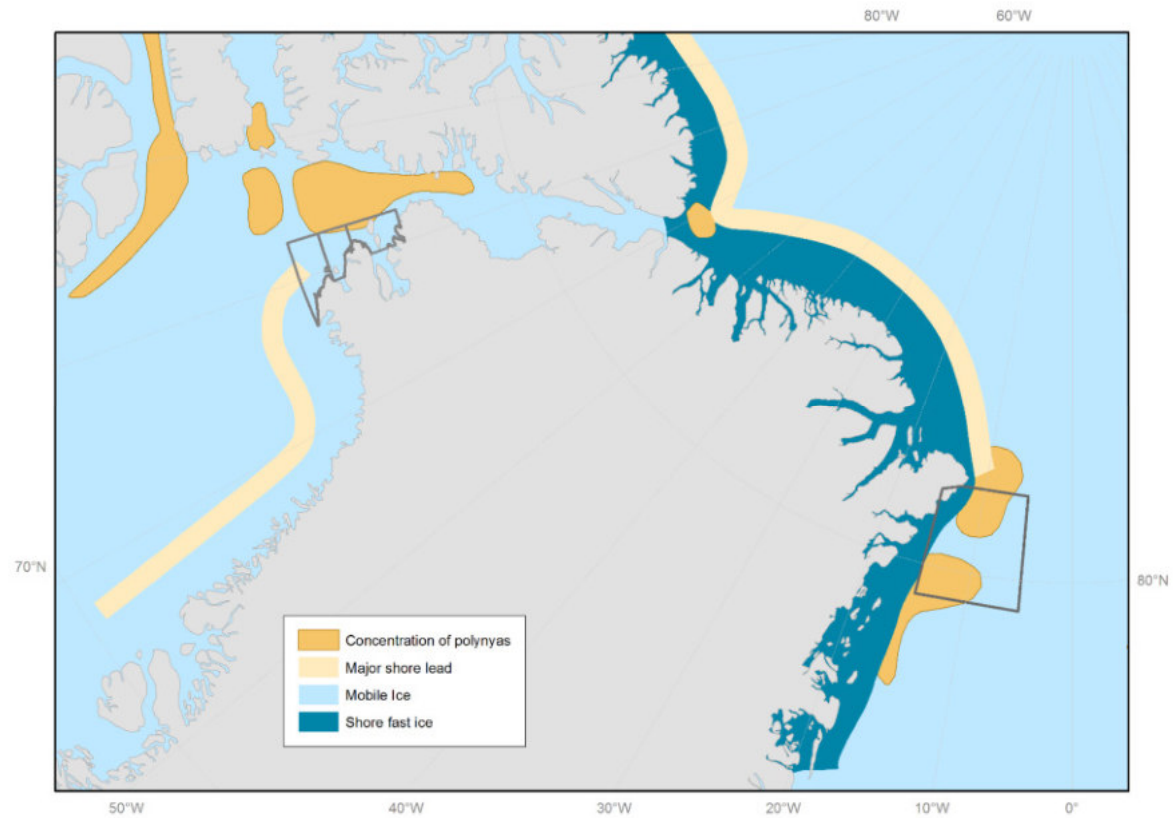 80°W
60°W
70°N
80°N
Concentration of polynyas
Major shore lead
Mobile Ice
Shore fast ice
50°W
40°W
30°W
20°W
10°W
0°